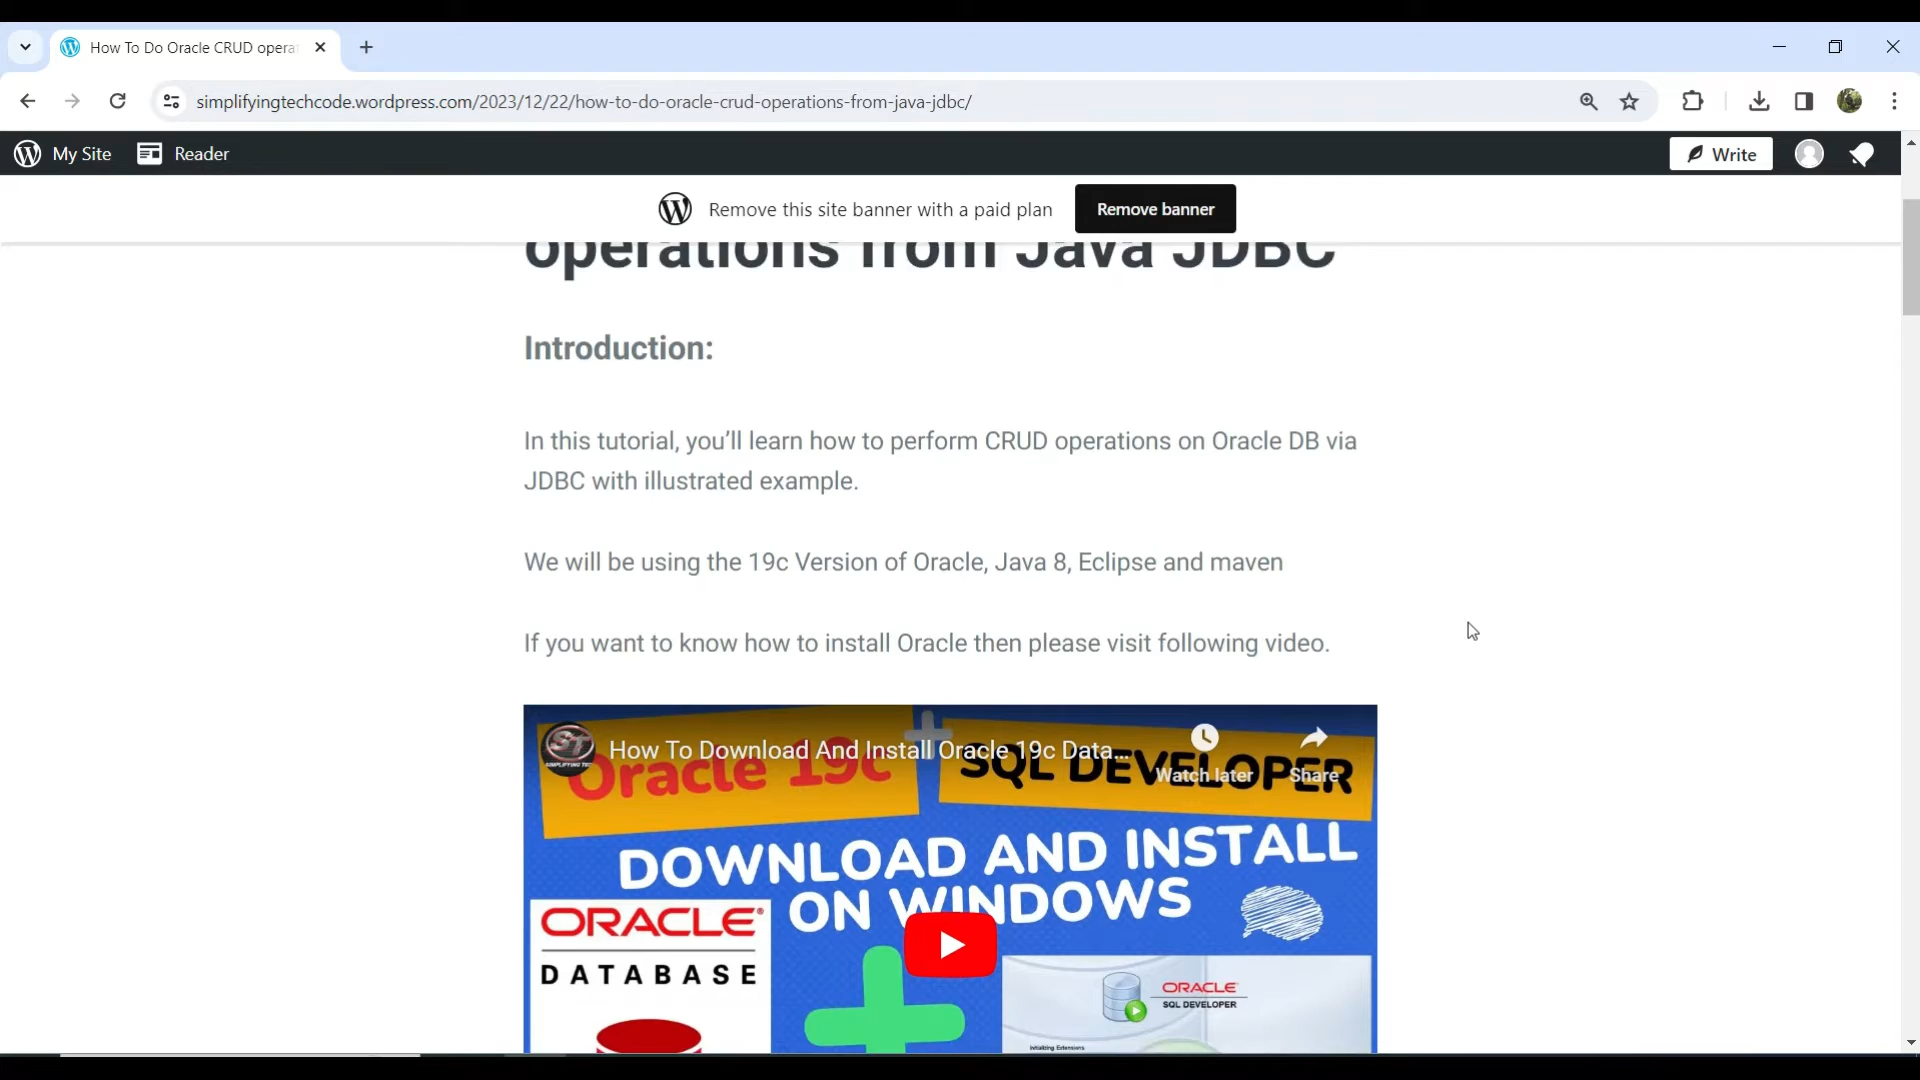 How To Do Oracle CRUD opera
simplifyingtechcode.wordpress.com/2023/12/22/how-to-do-oracle-crud-operations-from-java-jdbc/
My Site Reader Write
Remove this site banner with a paid plan Remove banner
operations from Java JDBC
Introduction:
In this tutorial, you’ll learn how to perform CRUD operations on Oracle DB via
JDBC with illustrated example.
We will be using the 19c Version of Oracle, Java 8, Eclipse and maven
If you want to know how to install Oracle then please visit following video.
How To Download And Install Oracle 19c Data...
Watch later Share
Oracle 19c SQL DEVELOPER
DOWNLOAD AND INSTALL
ON WINDOWS
ORACLE®
DATABASE
ORACLE
SQL DEVELOPER
Initializing Extensions